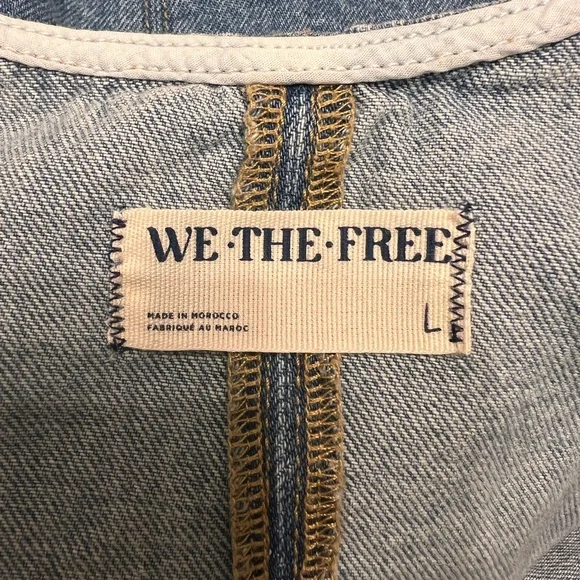 WE·THE·FREE
MADE IN MOROCCO
FABRIQUÉ AU MAROC
L